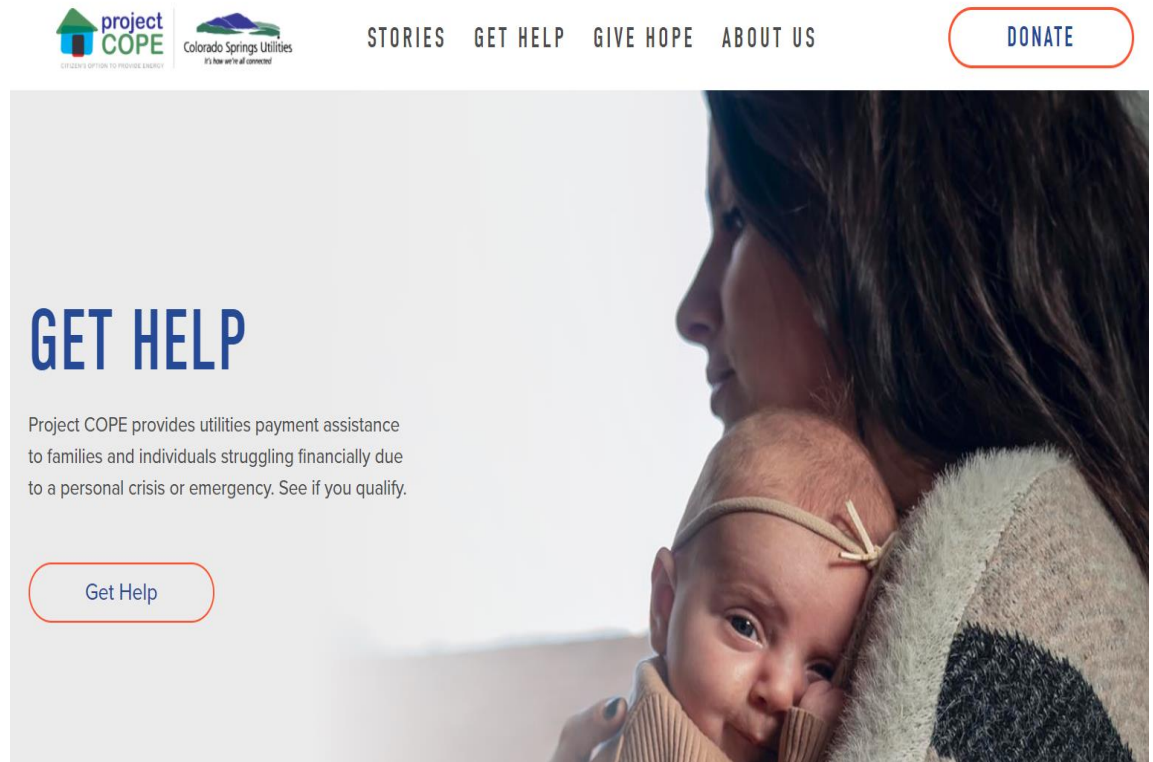 project
COPE
CITIZEN'S OPTION TO PROVIDE ENERGY
Colorado Springs Utilities
It's how we're all connected
STORIES GET HELP GIVE HOPE ABOUT US
DONATE
GET HELP
Project COPE provides utilities payment assistance
to families and individuals struggling financially due
to a personal crisis or emergency. See if you qualify.
Get Help